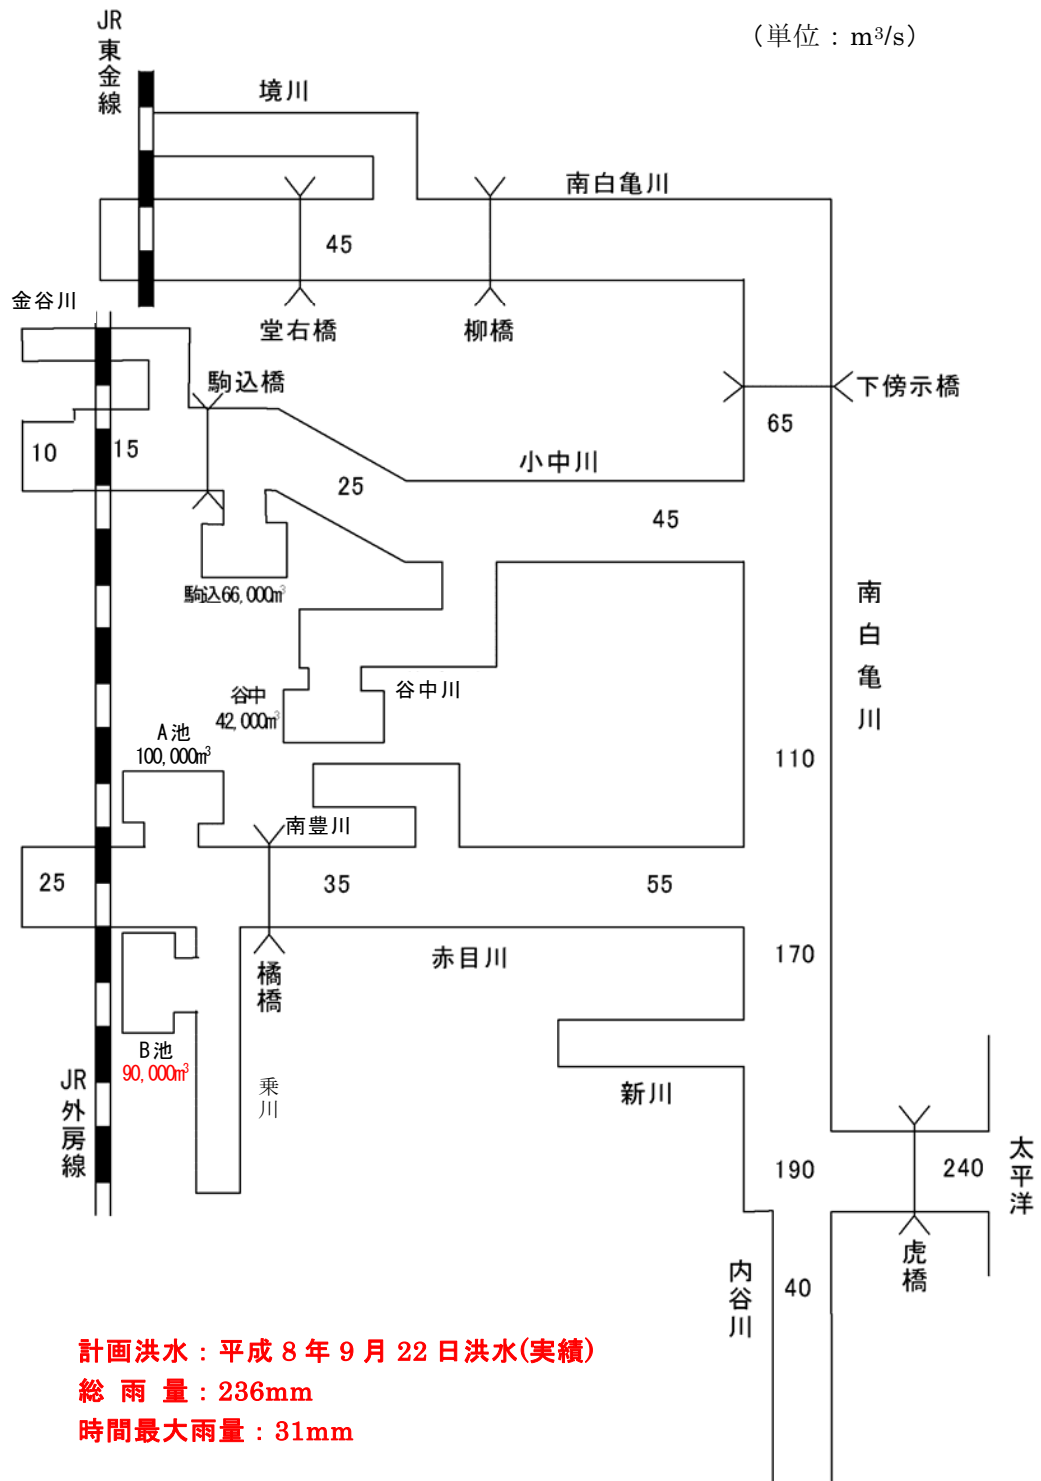 (単位：m³/s)
JR東金線
境川
南白亀川
45
金谷川
堂右橋
柳橋
駒込橋
下傍示橋
65
10
15
小中川
25
45
駒込66,000㎥
南白亀川
谷中
42,000㎥
谷中川
A池
100,000㎥
110
南豊川
25
35
55
赤目川
170
橘橋
B池
90,000㎥
JR外房線
乗川
新川
太平洋
190
240
虎橋
内谷川
40
計画洪水：平成8年9月22日洪水(実績)
総雨量：236mm
時間最大雨量：31mm